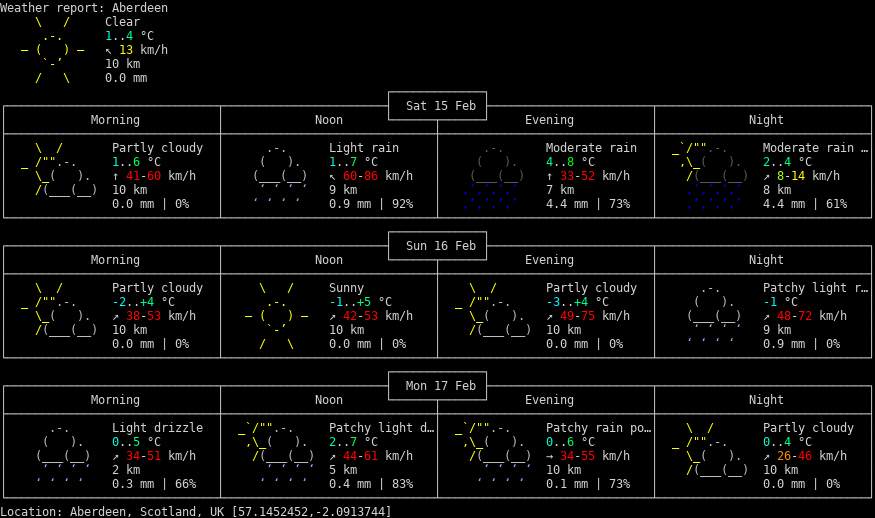 Weather report: Aberdeen
Clear
1..4 °C
↖ 13 km/h
10 km
0.0 mm
Sat 15 Feb
Morning Noon Evening Night
Partly cloudy Light rain Moderate rain Moderate rain …
1..6 °C 1..7 °C 4..8 °C 2..4 °C
↑ 41-60 km/h ↖ 60-86 km/h ↑ 33-52 km/h ↗ 8-14 km/h
10 km 9 km 7 km 8 km
0.0 mm | 0% 0.9 mm | 92% 4.4 mm | 73% 4.4 mm | 61%
Sun 16 Feb
Morning Noon Evening Night
Partly cloudy Sunny Partly cloudy Patchy light r…
-2..+4 °C -1..+5 °C -3..+4 °C -1 °C
↗ 38-53 km/h ↗ 42-53 km/h ↗ 49-75 km/h ↗ 48-72 km/h
10 km 10 km 10 km 9 km
0.0 mm | 0% 0.0 mm | 0% 0.0 mm | 0% 0.9 mm | 0%
Mon 17 Feb
Morning Noon Evening Night
Light drizzle Patchy light d… Patchy rain po… Partly cloudy
0..5 °C 2..7 °C 0..6 °C 0..4 °C
↗ 34-51 km/h ↗ 44-61 km/h → 34-55 km/h ↗ 26-46 km/h
2 km 5 km 10 km 10 km
0.3 mm | 66% 0.4 mm | 83% 0.1 mm | 73% 0.0 mm | 0%
Location: Aberdeen, Scotland, UK [57.1452452,-2.0913744]